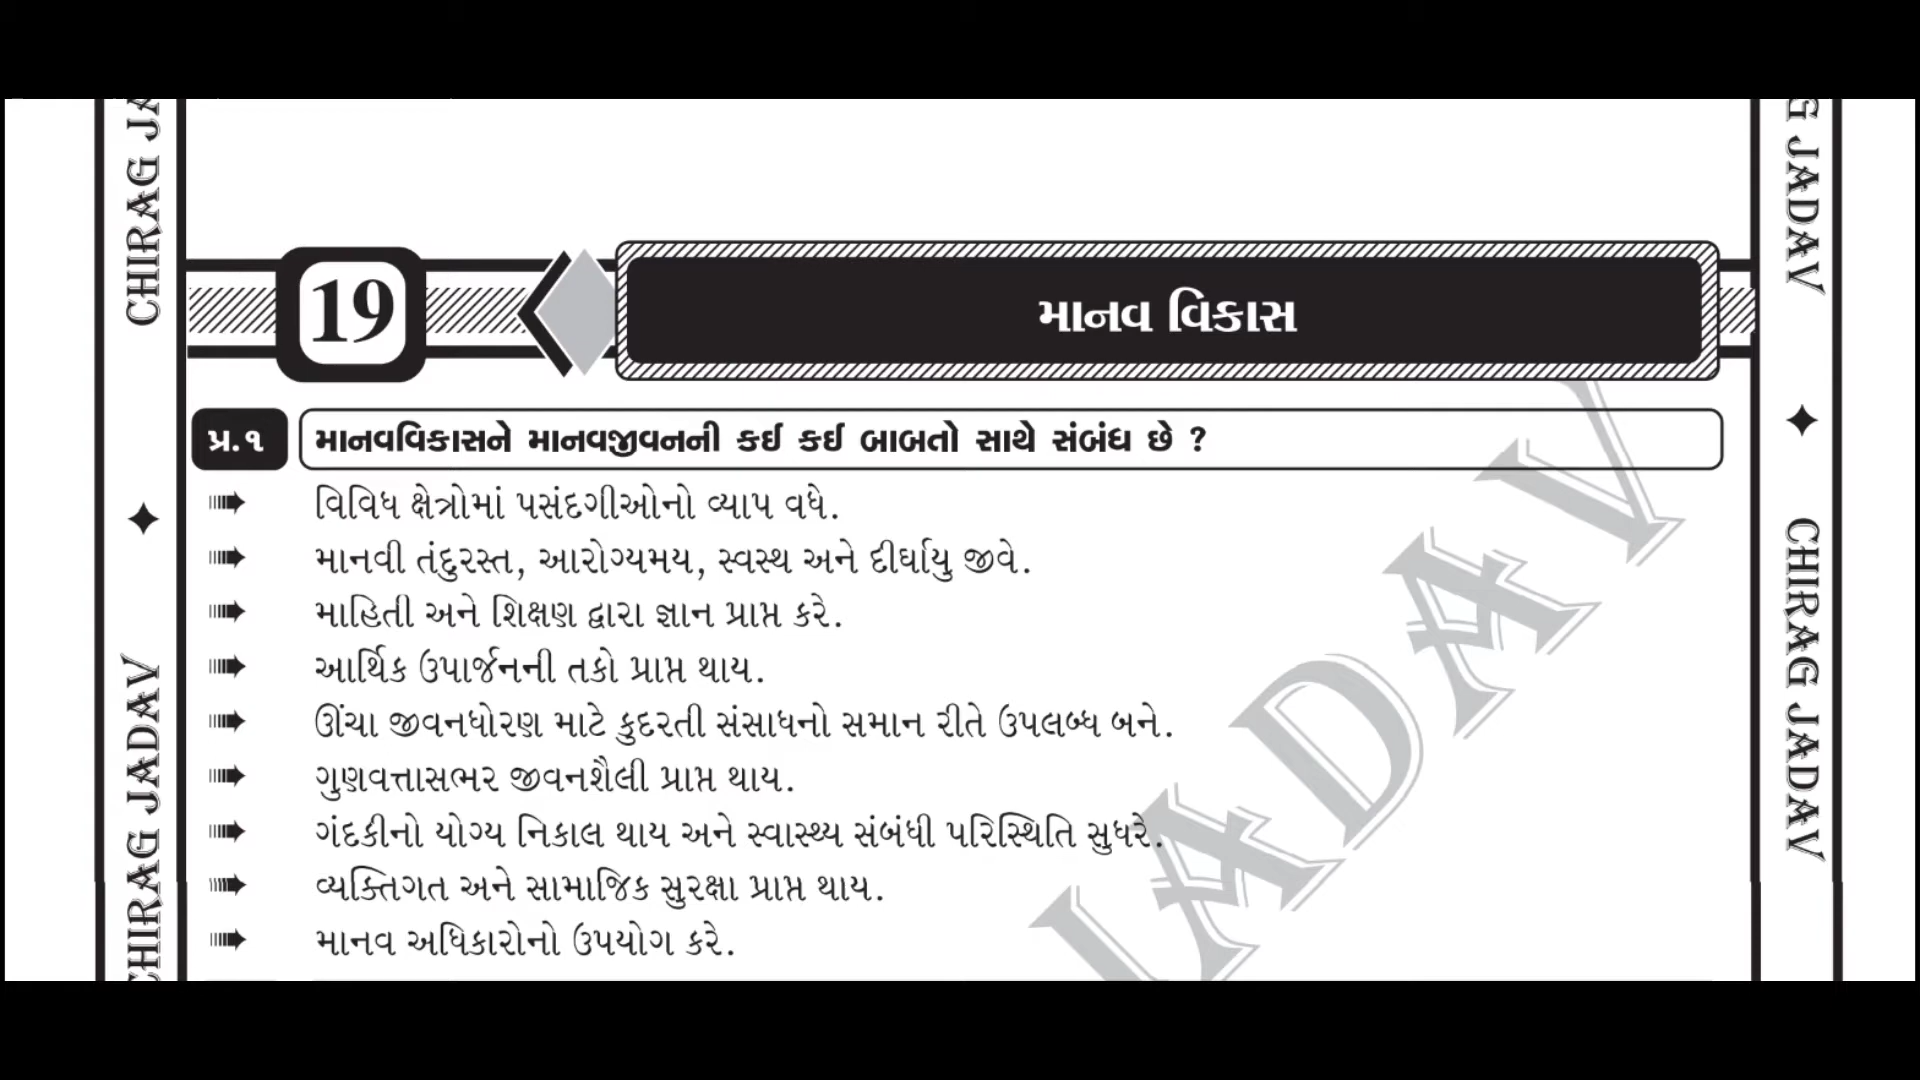 CHIRAG JADAV
CHIRAG JADAV
G JADAV
CHIRAG JADAV
19
માનવ વિકાસ
પ્ર.૧
માનવવિકાસને માનવજીવનની કઈ કઈ બાબતો સાથે સંબંધ છે ?
વિવિધ ક્ષેત્રોમાં પસંદગીઓનો વ્યાપ વધે.
માનવી તંદુરસ્ત, આરોગ્યમય, સ્વસ્થ અને દીર્ઘાયુ જીવે.
માહિતી અને શિક્ષણ દ્વારા જ્ઞાન પ્રાપ્ત કરે.
આર્થિક ઉપાર્જનની તકો પ્રાપ્ત થાય.
ઊંચા જીવનધોરણ માટે કુદરતી સંસાધનો સમાન રીતે ઉપલબ્ધ બને.
ગુણવત્તાસભર જીવનશૈલી પ્રાપ્ત થાય.
ગંદકીનો યોગ્ય નિકાલ થાય અને સ્વાસ્થ્ય સંબંધી પરિસ્થિતિ સુધરે.
વ્યક્તિગત અને સામાજિક સુરક્ષા પ્રાપ્ત થાય.
માનવ અધિકારોનો ઉપયોગ કરે.
JADAV